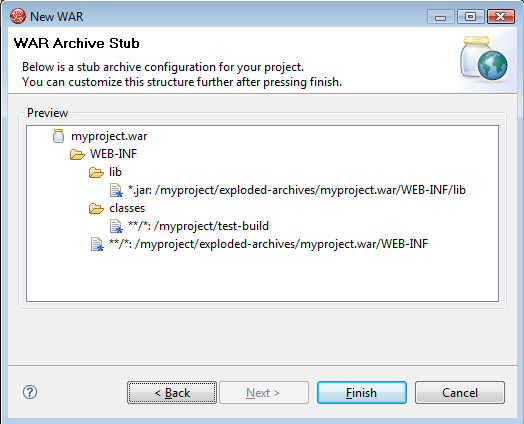 New WAR
WAR Archive Stub
Below is a stub archive configuration for your project.
You can customize this structure further after pressing finish.
Preview
myproject.war
WEB-INF
lib
*.jar: /myproject/exploded-archives/myproject.war/WEB-INF/lib
classes
**/*: /myproject/test-build
**/*: /myproject/exploded-archives/myproject.war/WEB-INF
? < Back Next > Finish Cancel